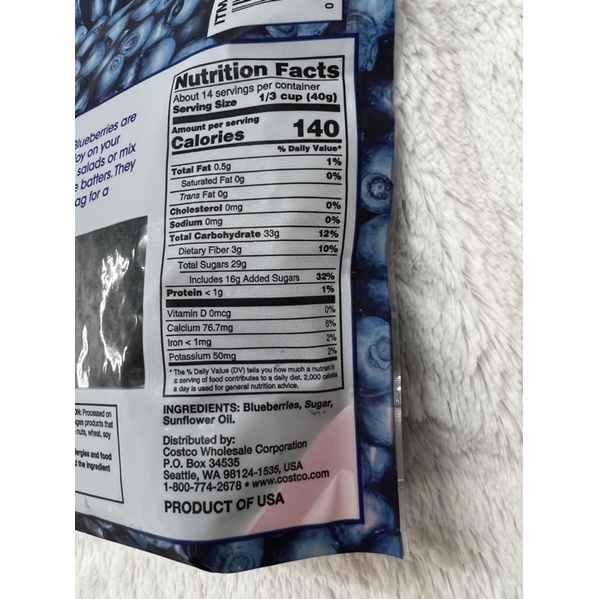 ITM
0
Blueberries are
on your
salads or mix
batters. They
bag for a
Nutrition Facts
About 14 servings per container
Serving Size 1/3 cup (40g)
Amount per serving
Calories 140
% Daily Value*
Total Fat 0.5g 1%
Saturated Fat 0g 0%
Trans Fat 0g
Cholesterol 0mg 0%
Sodium 0mg 0%
Total Carbohydrate 33g 12%
Dietary Fiber 3g 10%
Total Sugars 29g
Includes 16g Added Sugars 32%
Protein < 1g 1%
Vitamin D 0mcg 0%
Calcium 76.7mg 6%
Iron < 1mg 2%
Potassium 50mg 2%
* The % Daily Value (DV) tells you how much a nutrient in
a serving of food contributes to a daily diet. 2,000 calories
a day is used for general nutrition advice.
INGREDIENTS: Blueberries, Sugar,
Sunflower Oil.
Distributed by:
Costco Wholesale Corporation
P.O. Box 34535
Seattle, WA 98124-1535, USA
1-800-774-2678 • www.costco.com
PRODUCT OF USA
Processed on
products that
nuts, wheat, soy
allergies and food
the ingredient